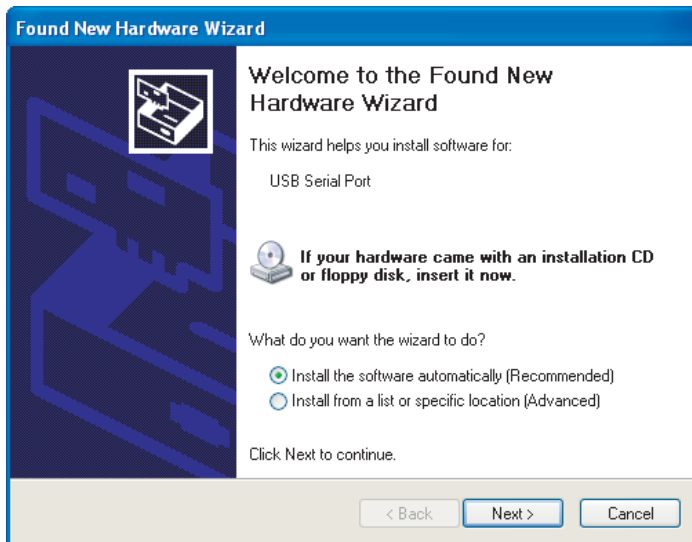 Found New Hardware Wizard
Welcome to the Found New
Hardware Wizard
This wizard helps you install software for:
USB Serial Port
If your hardware came with an installation CD
or floppy disk, insert it now.
What do you want the wizard to do?
Install the software automatically (Recommended)
Install from a list or specific location (Advanced)
Click Next to continue.
< Back Next > Cancel